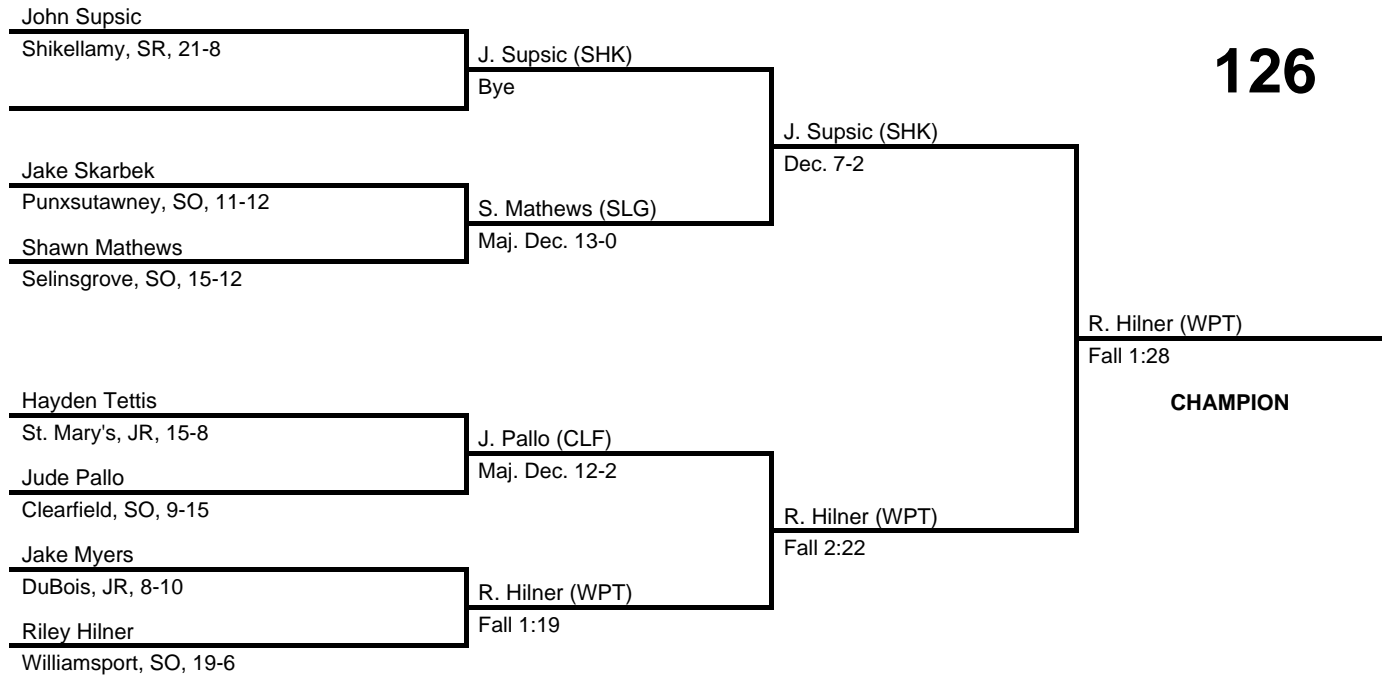 John Supsic
Shikellamy, SR, 21-8
Jake Skarbek
Punxsutawney, SO, 11-12
Shawn Mathews
Selinsgrove, SO, 15-12
Hayden Tettis
St. Mary's, JR, 15-8
Jude Pallo
Clearfield, SO, 9-15
Jake Myers
DuBois, JR, 8-10
Riley Hilner
Williamsport, SO, 19-6
J. Supsic (SHK)
Bye
S. Mathews (SLG)
Maj. Dec. 13-0
J. Pallo (CLF)
Maj. Dec. 12-2
R. Hilner (WPT)
Fall 1:19
J. Supsic (SHK)
Dec. 7-2
R. Hilner (WPT)
Fall 2:22
126
R. Hilner (WPT)
Fall 1:28
CHAMPION